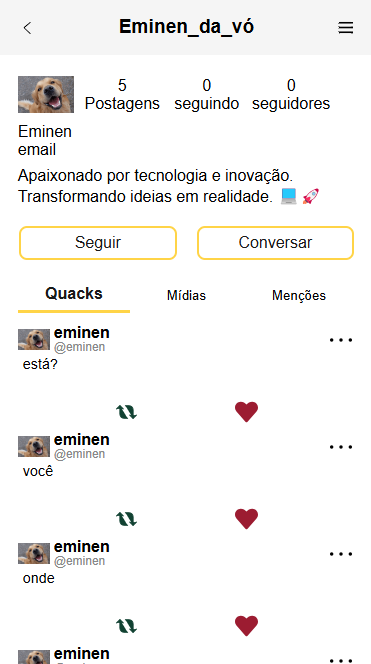 Eminen_da_vó
5 0 0
Postagens seguindo seguidores
Eminen
email
Apaixonado por tecnologia e inovação.
Transformando ideias em realidade. 💻 🚀
Seguir Conversar
Quacks Mídias Menções
eminen
@eminen
está?
eminen
@eminen
você
eminen
@eminen
onde
eminen